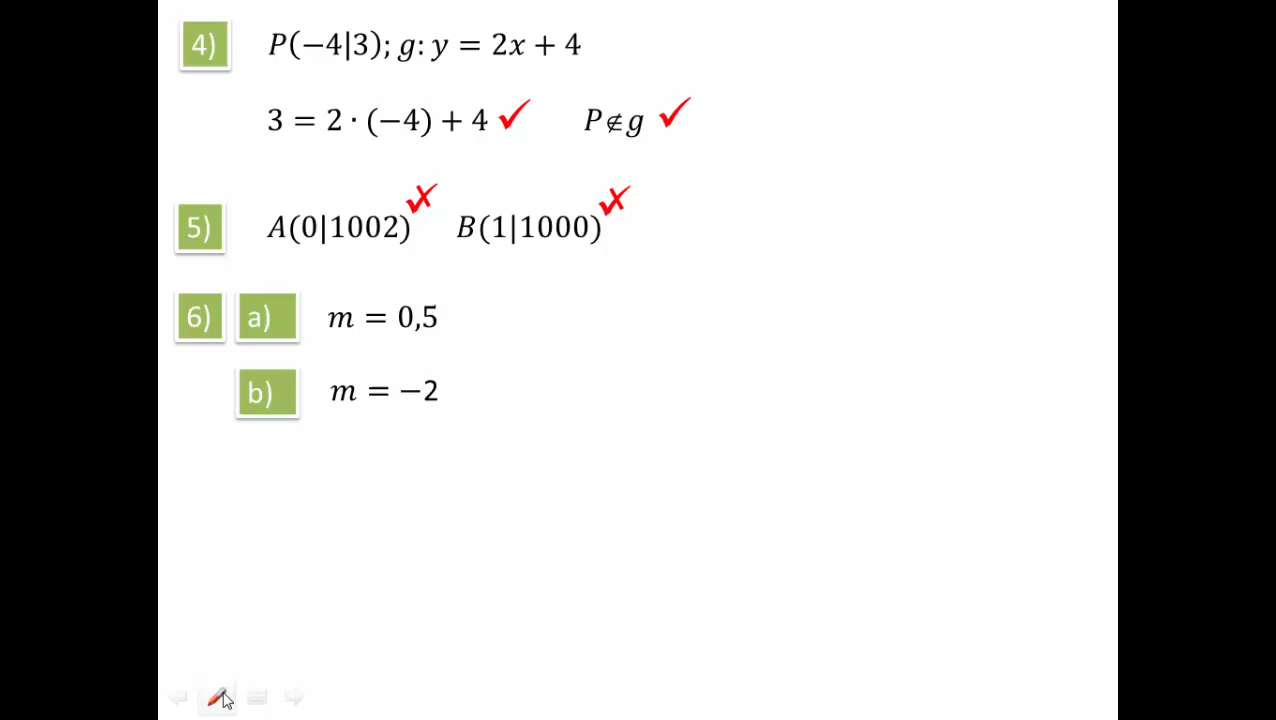 4) P(−4|3); g: y = 2x + 4
3 = 2 · (−4) + 4 ✓ P∉g ✓
5) A(0|1002) ✗ B(1|1000) ✗
6) a) m = 0,5
b) m = −2